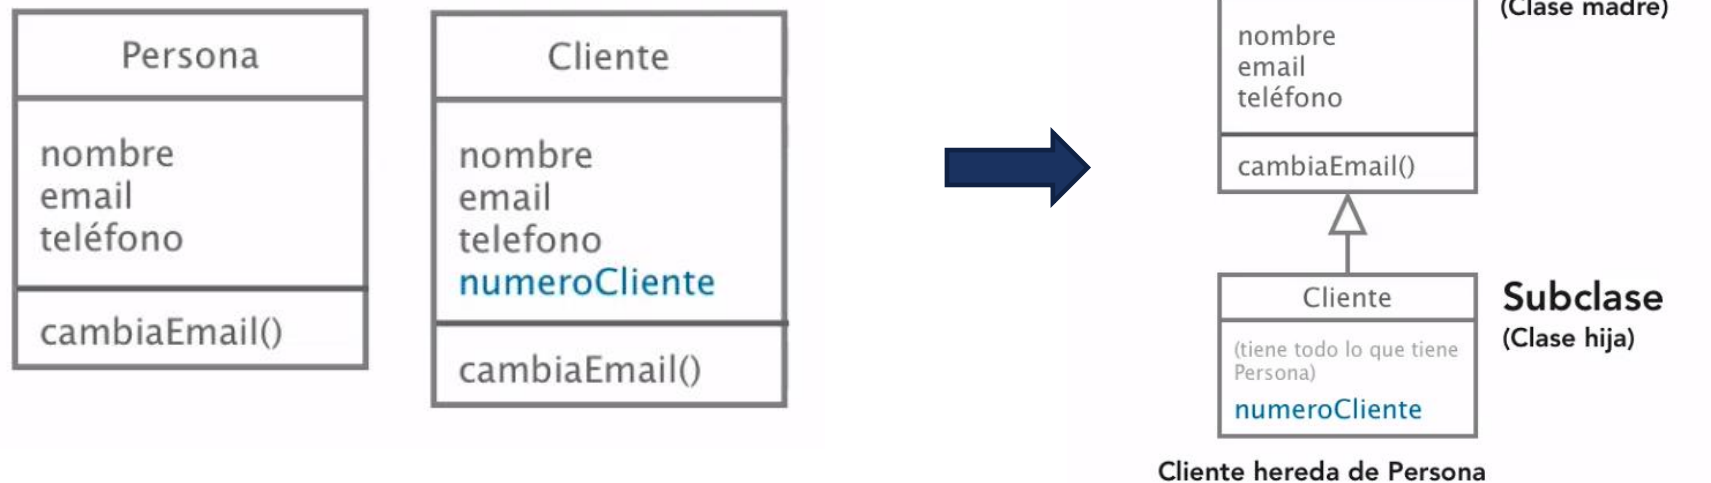 Persona
nombre
email
teléfono
cambiaEmail()
Cliente
nombre
email
telefono
numeroCliente
cambiaEmail()
(Clase madre)
nombre
email
teléfono
cambiaEmail()
Cliente
(tiene todo lo que tiene
Persona)
numeroCliente
Subclase
(Clase hija)
Cliente hereda de Persona